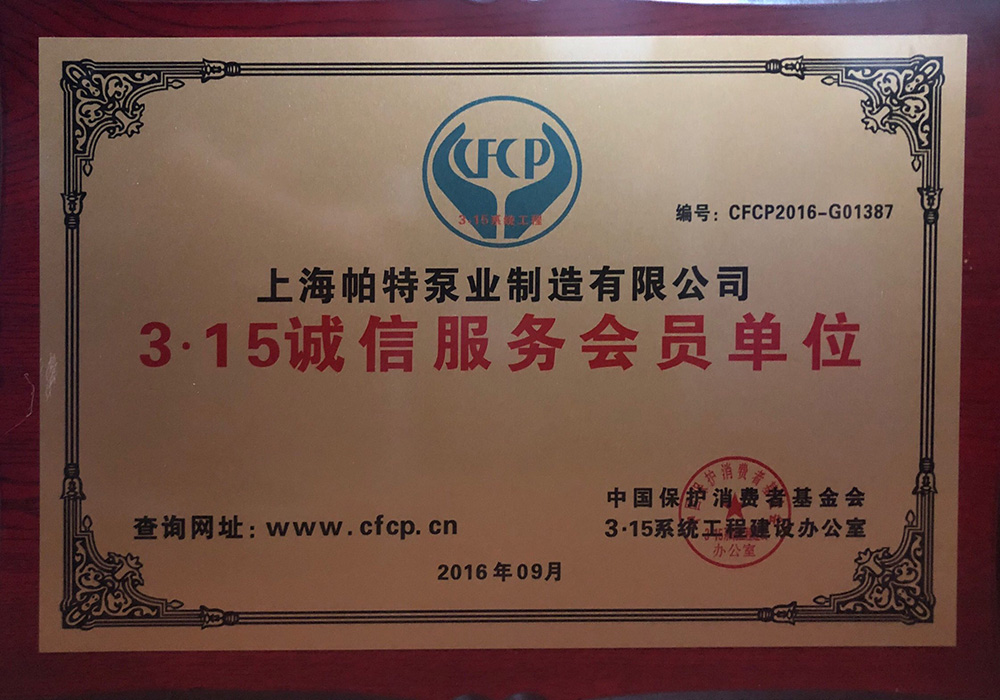 CFCP
3·15系统工程
编号：CFCP2016-G01387
上海帕特泵业制造有限公司
3·15诚信服务会员单位
中国保护消费者基金会
查询网址：www.cfcp.cn
3·15系统工程建设办公室
办公室
2016年09月